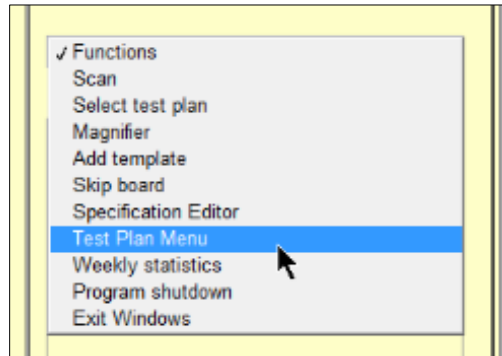 ✓ Functions
Scan
Select test plan
Magnifier
Add template
Skip board
Specification Editor
Test Plan Menu
Weekly statistics
Program shutdown
Exit Windows